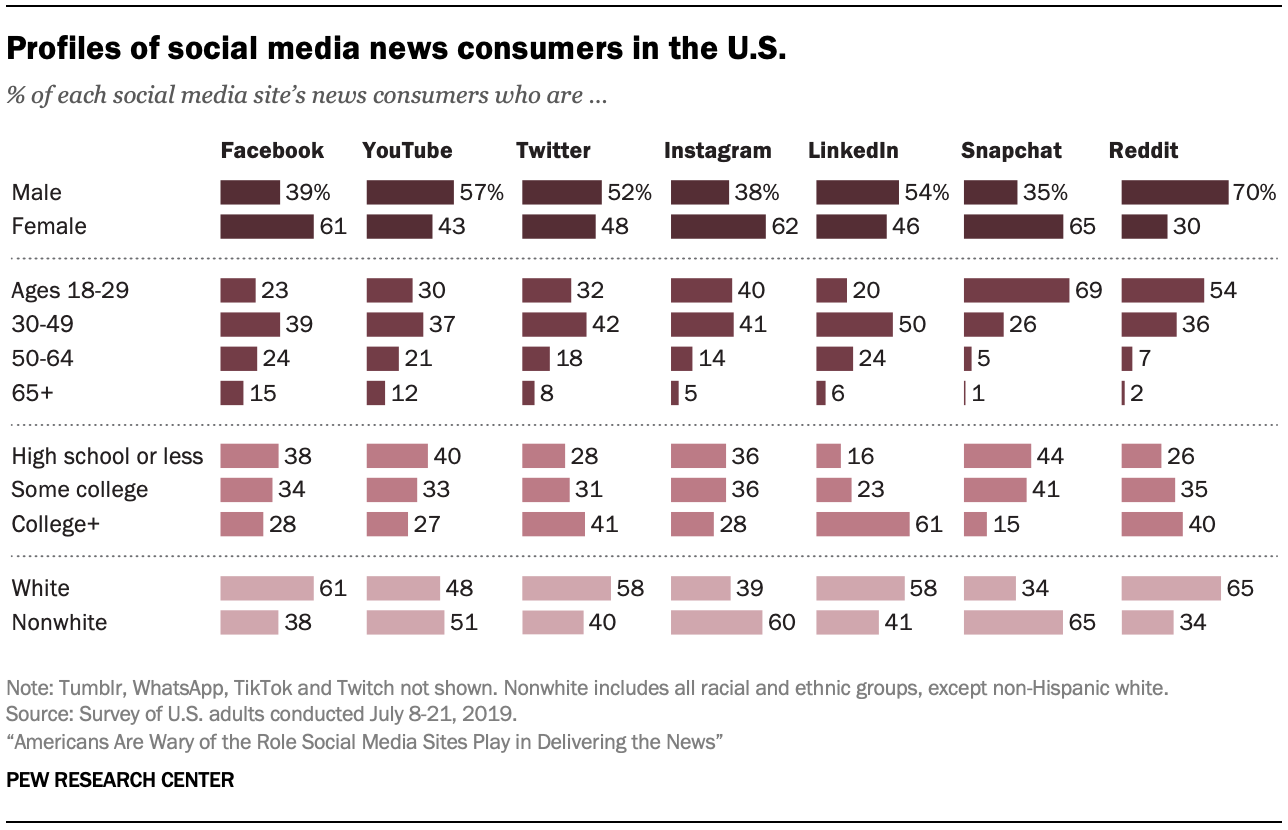 Profiles of social media news consumers in the U.S.
% of each social media site's news consumers who are ...
Facebook YouTube Twitter Instagram LinkedIn Snapchat Reddit
Male 39% 57% 52% 38% 54% 35% 70%
Female 61 43 48 62 46 65 30
Ages 18-29 23 30 32 40 20 69 54
30-49 39 37 42 41 50 26 36
50-64 24 21 18 14 24 5 7
65+ 15 12 8 5 6 1 2
High school or less 38 40 28 36 16 44 26
Some college 34 33 31 36 23 41 35
College+ 28 27 41 28 61 15 40
White 61 48 58 39 58 34 65
Nonwhite 38 51 40 60 41 65 34
Note: Tumblr, WhatsApp, TikTok and Twitch not shown. Nonwhite includes all racial and ethnic groups, except non-Hispanic white.
Source: Survey of U.S. adults conducted July 8-21, 2019.
“Americans Are Wary of the Role Social Media Sites Play in Delivering the News”
PEW RESEARCH CENTER